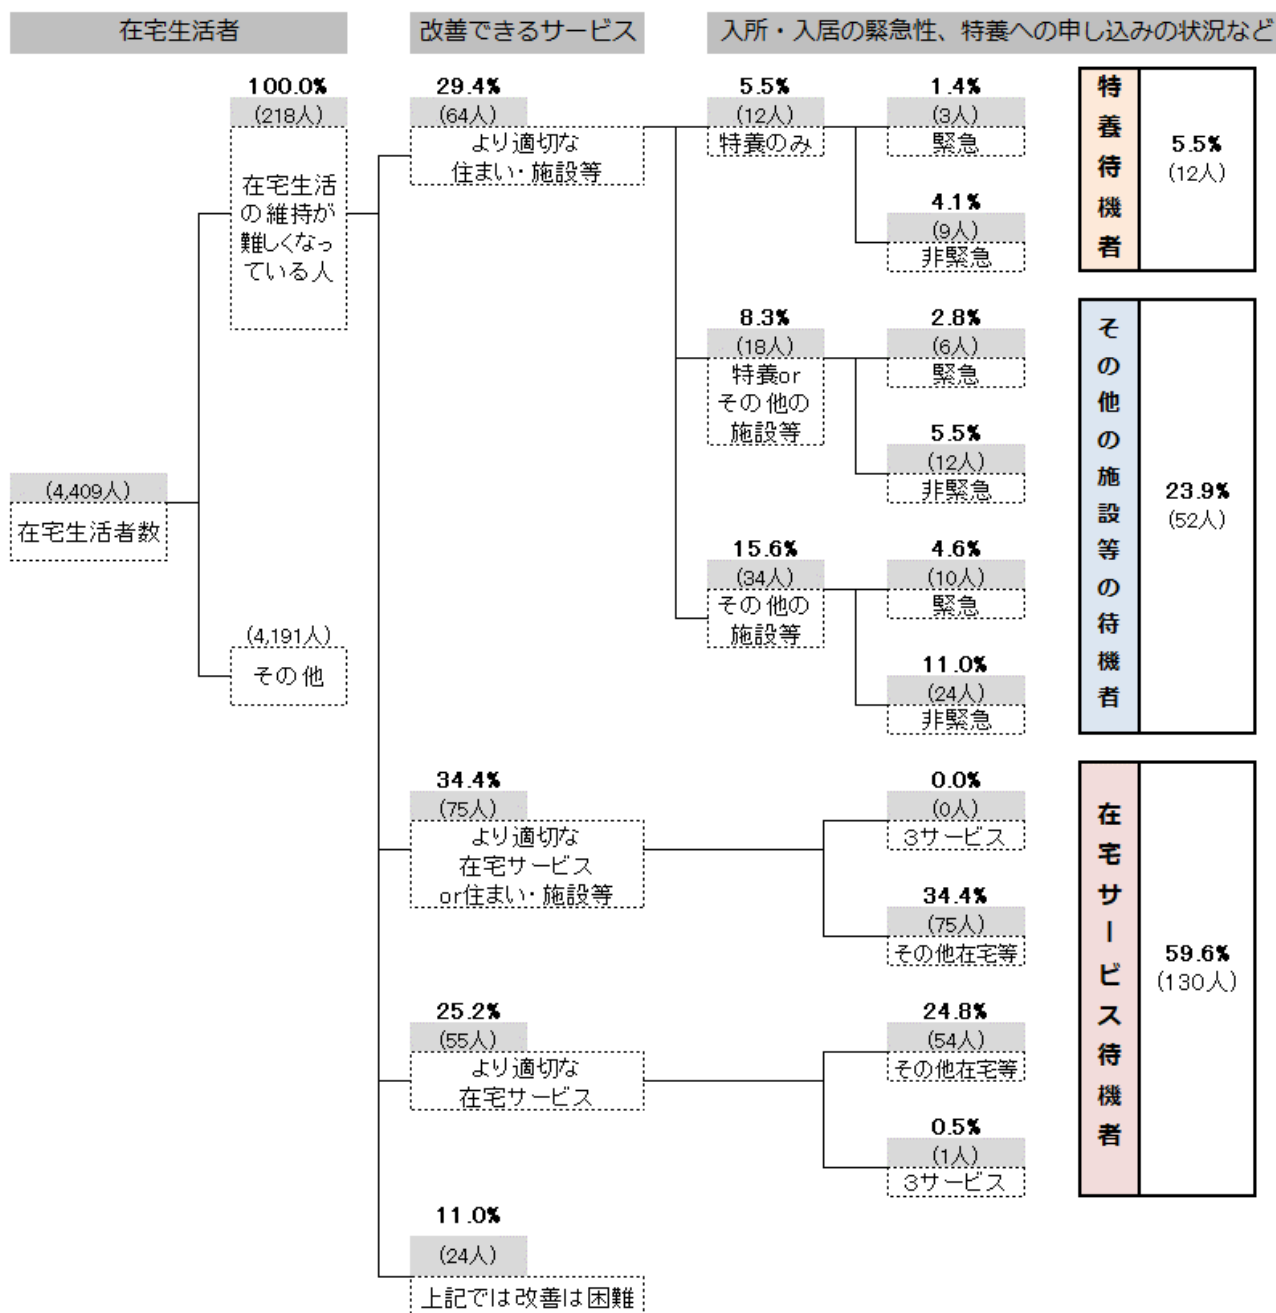 在宅生活者
改善できるサービス
入所・入居の緊急性、特養への申し込みの状況など
100.0%
(218人)
在宅生活
の維持が
難しくなっ
ている人
(4,409人)
在宅生活者数
(4,191人)
その他
29.4%
(64人)
より適切な
住まい・施設等
5.5%
(12人)
特養のみ
1.4%
(3人)
緊急
4.1%
(9人)
非緊急
特養待機者
5.5%
(12人)
8.3%
(18人)
特養or
その他の
施設等
2.8%
(6人)
緊急
5.5%
(12人)
非緊急
15.6%
(34人)
その他の
施設等
4.6%
(10人)
緊急
11.0%
(24人)
非緊急
その他の施設等の待機者
23.9%
(52人)
34.4%
(75人)
より適切な
在宅サービス
or住まい・施設等
0.0%
(0人)
3サービス
34.4%
(75人)
その他在宅等
25.2%
(55人)
より適切な
在宅サービス
24.8%
(54人)
その他在宅等
0.5%
(1人)
3サービス
在宅サービス待機者
59.6%
(130人)
11.0%
(24人)
上記では改善は困難